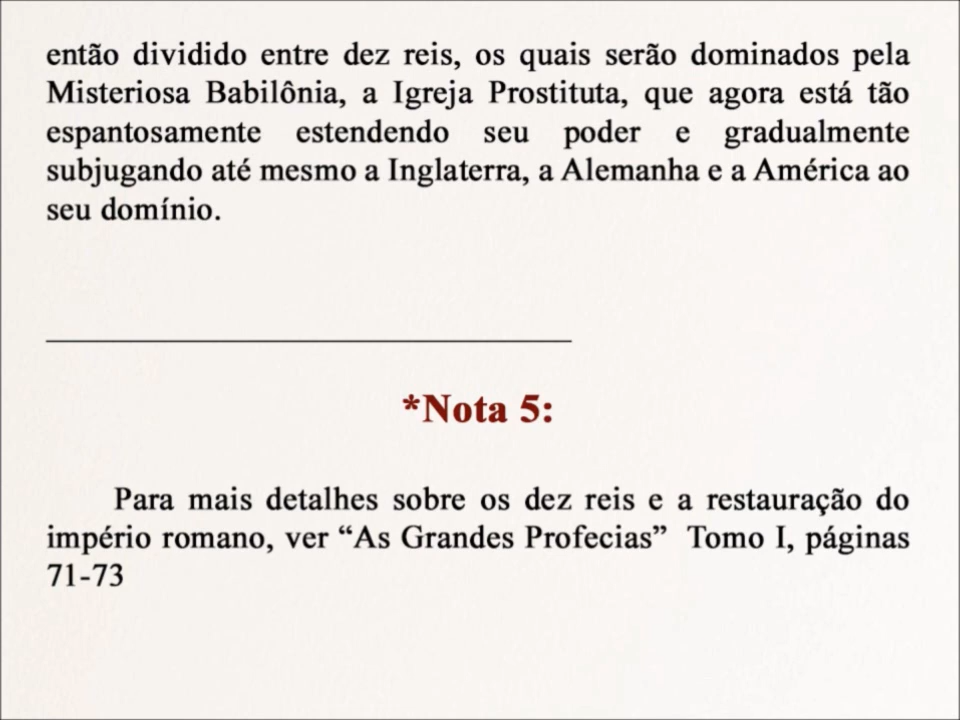 então dividido entre dez reis, os quais serão dominados pela
Misteriosa Babilônia, a Igreja Prostituta, que agora está tão
espantosamente estendendo seu poder e gradualmente
subjugando até mesmo a Inglaterra, a Alemanha e a América ao
seu domínio.
*Nota 5:
Para mais detalhes sobre os dez reis e a restauração do
império romano, ver “As Grandes Profecias” Tomo I, páginas
71-73